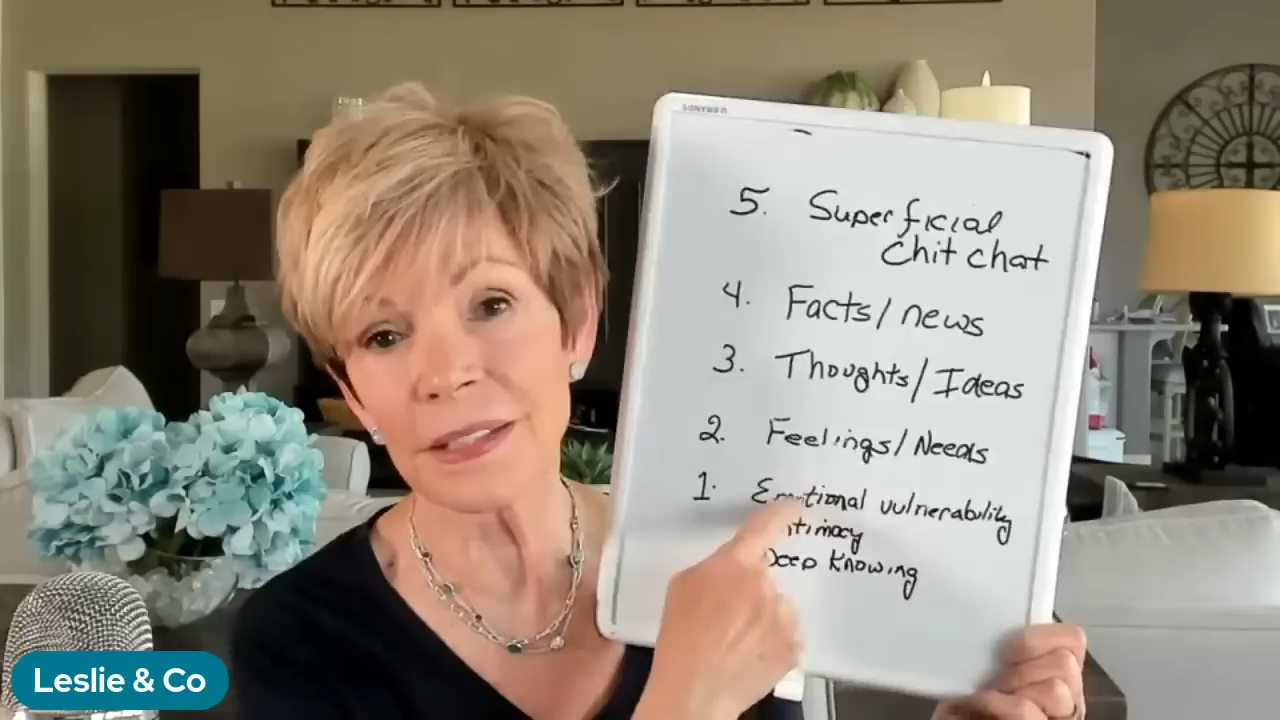 5. Superficial
chit chat
4. Facts/news
3. Thoughts/Ideas
2. Feelings/Needs
1. Emotional vulnerability
Deep Knowing
Leslie & Co